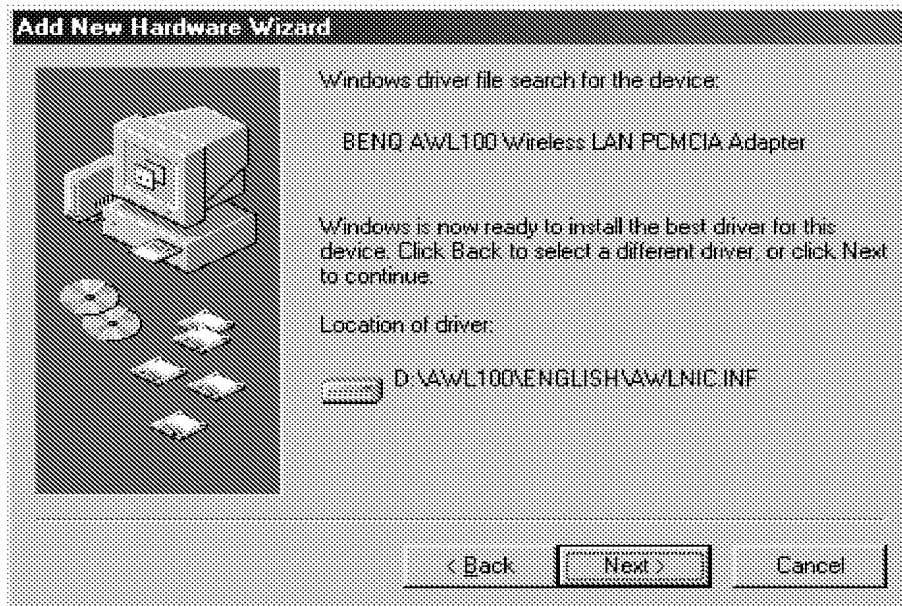 Add New Hardware Wizard
Windows driver file search for the device:
BENQ AWL100 Wireless LAN PCMCIA Adapter
Windows is now ready to install the best driver for this
device. Click Back to select a different driver, or click Next
to continue.
Location of driver:
D:\AWL100\ENGLISH\AWLNIC.INF
< Back
Next >
Cancel